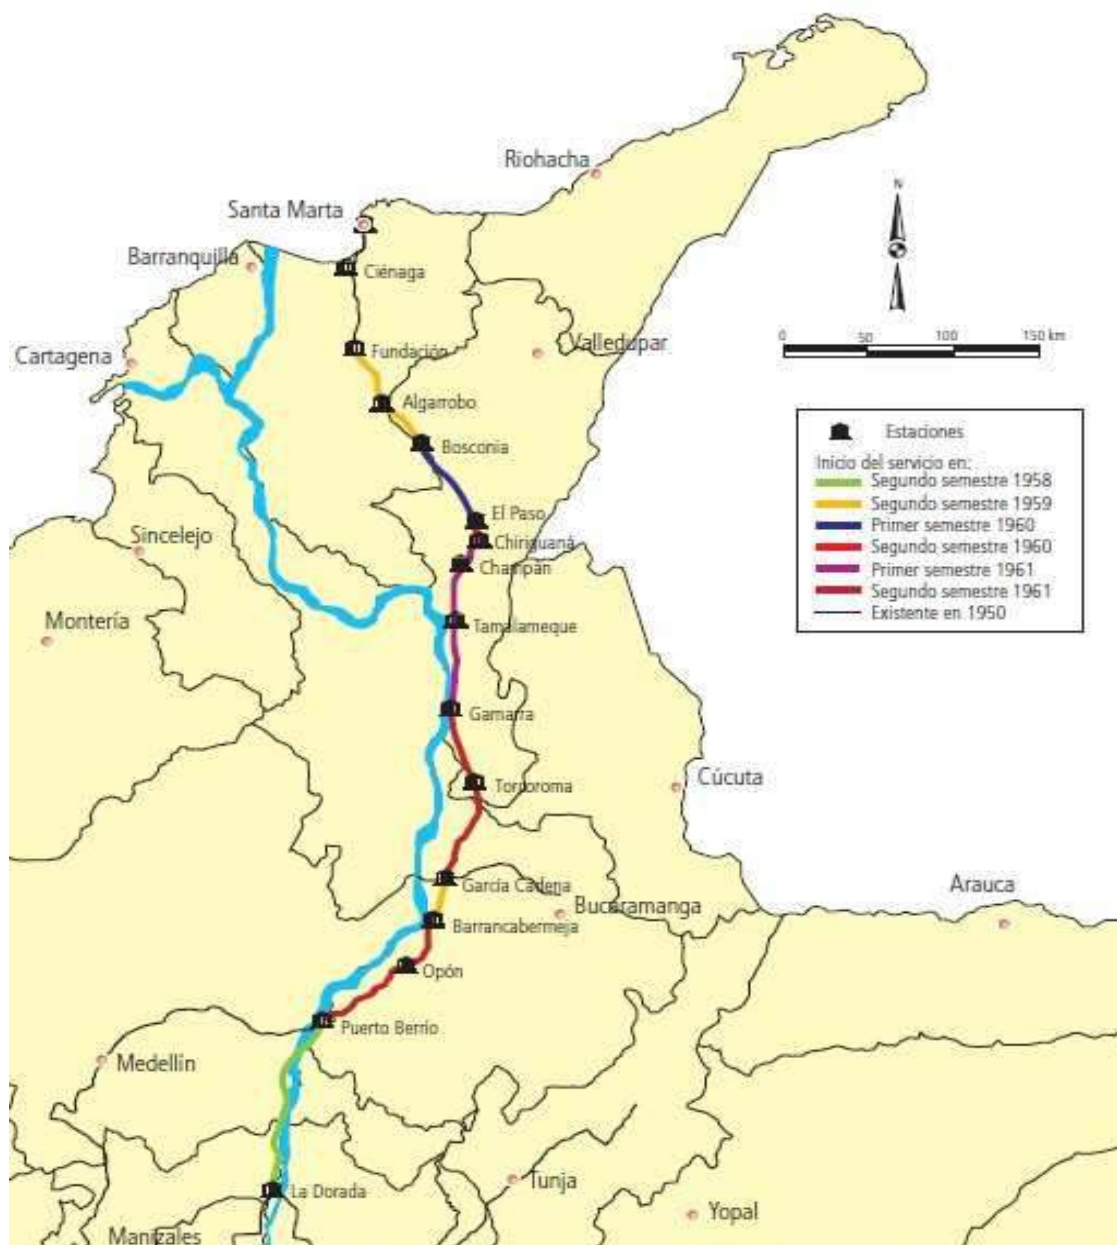 Riohacha
N
Santa Marta
Barranquilla
Ciénaga
0 50 100 150 km
Cartagena
Fundación
Valledupar
Algarrobo
Estaciones
Bosconia
Inicio del servicio en:
Segundo semestre 1958
Segundo semestre 1959
El Paso
Primer semestre 1960
Sincelejo
Chiriguaná
Segundo semestre 1960
Champán
Primer semestre 1961
Segundo semestre 1961
Existente en 1950
Montería
Tamalameque
Gamarra
Cúcuta
Torcoroma
García Cadena
Arauca
Bucaramanga
Barrancabermeja
Opón
Puerto Berrío
Medellín
Tunja
La Dorada
Yopal
Manizales